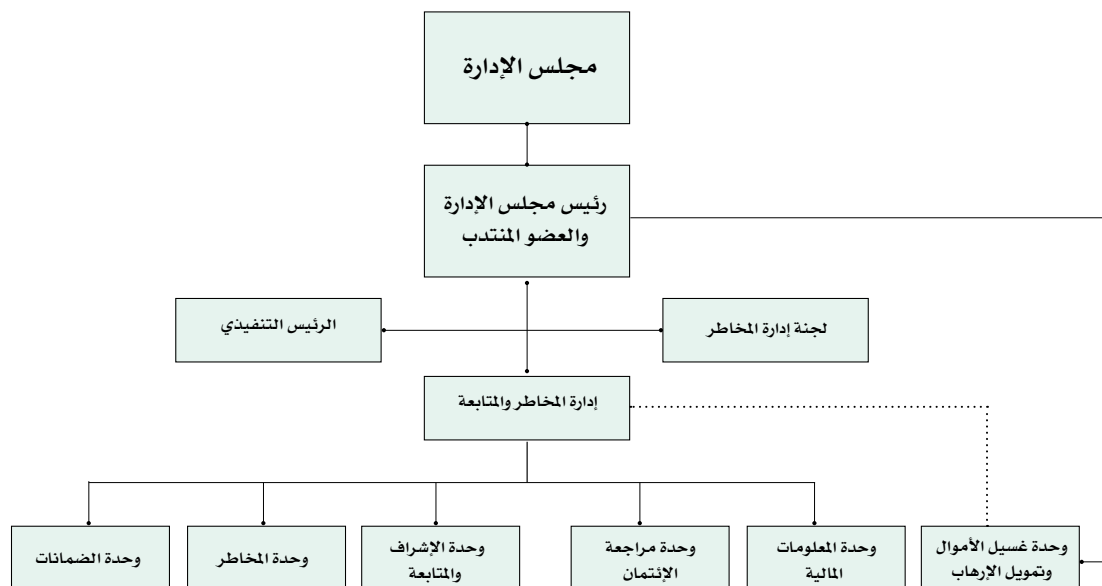 مجلس الإدارة
رئيس مجلس الإدارة
والعضو المنتدب
لجنة إدارة المخاطر
الرئيس التنفيذي
إدارة المخاطر والمتابعة
وحدة غسيل الأموال
وتمويل الإرهاب
وحدة المعلومات
المالية
وحدة مراجعة
الإئتمان
وحدة الإشراف
والمتابعة
وحدة المخاطر
وحدة الضمانات